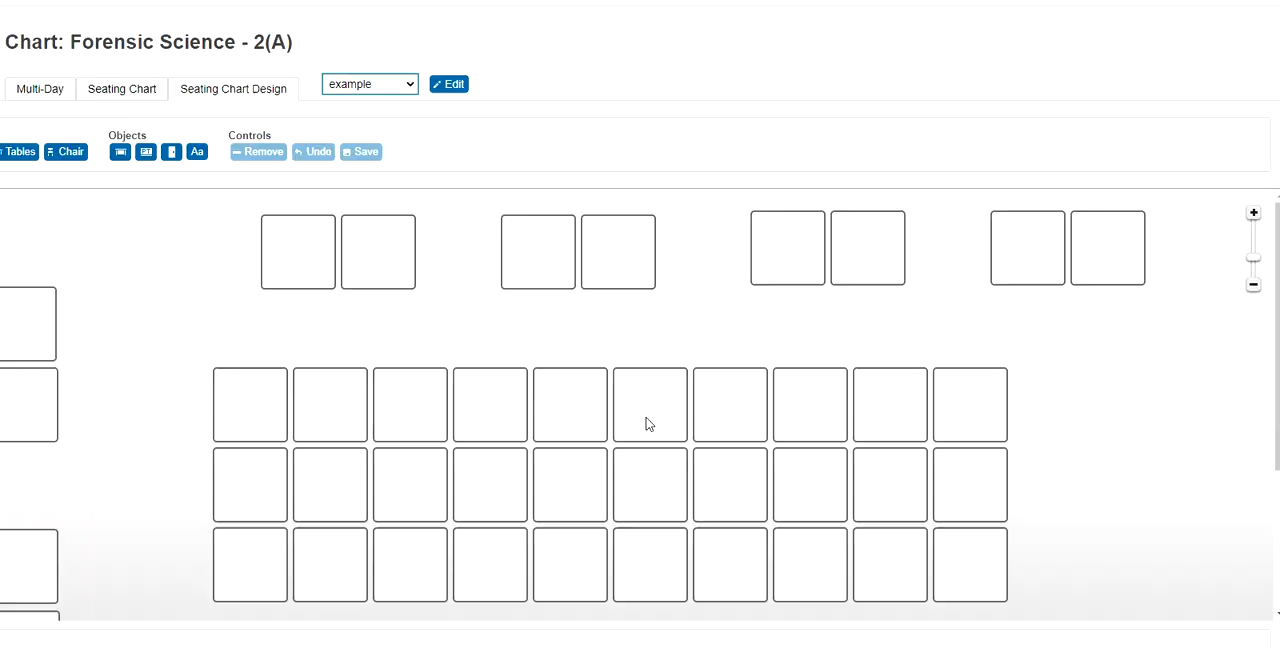 Chart: Forensic Science - 2(A)
Multi-Day
Seating Chart
Seating Chart Design
example
Edit
Objects
Controls
Tables
Chair
Aa
Remove
Undo
Save